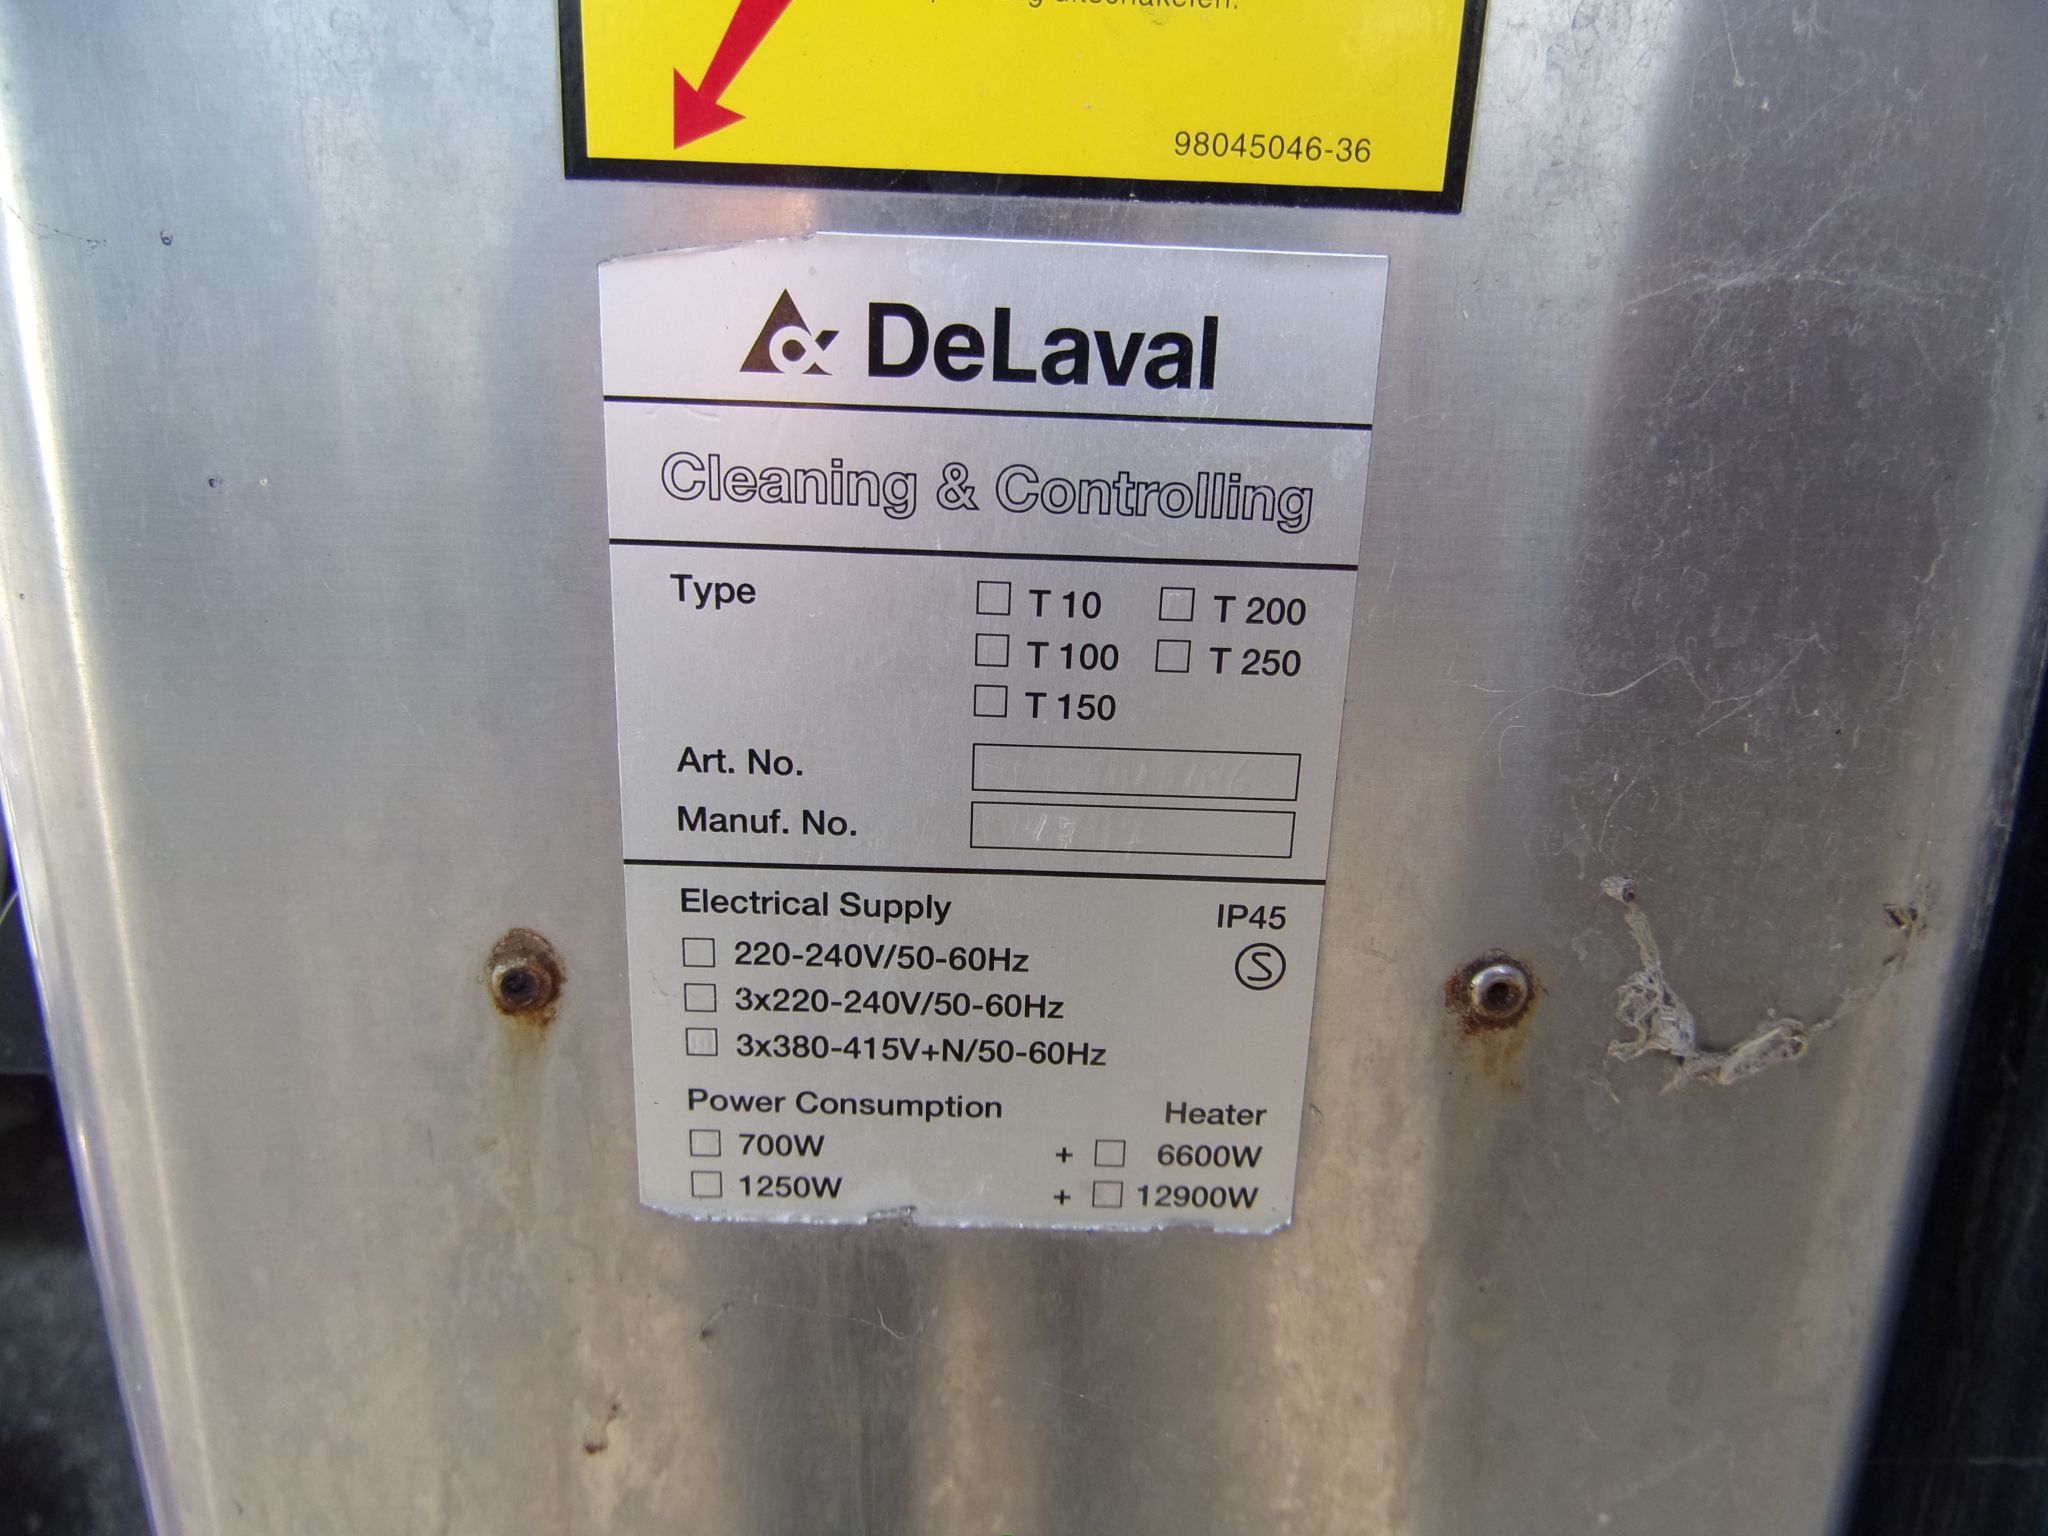 98045046-36
DeLaval
Cleaning & Controlling
Type
T 10 T 200
T 100 T 250
T 150
Art. No.
Manuf. No.
Electrical Supply IP45
220-240V/50-60Hz S
3x220-240V/50-60Hz
3x380-415V+N/50-60Hz
Power Consumption Heater
700W + 6600W
1250W + 12900W